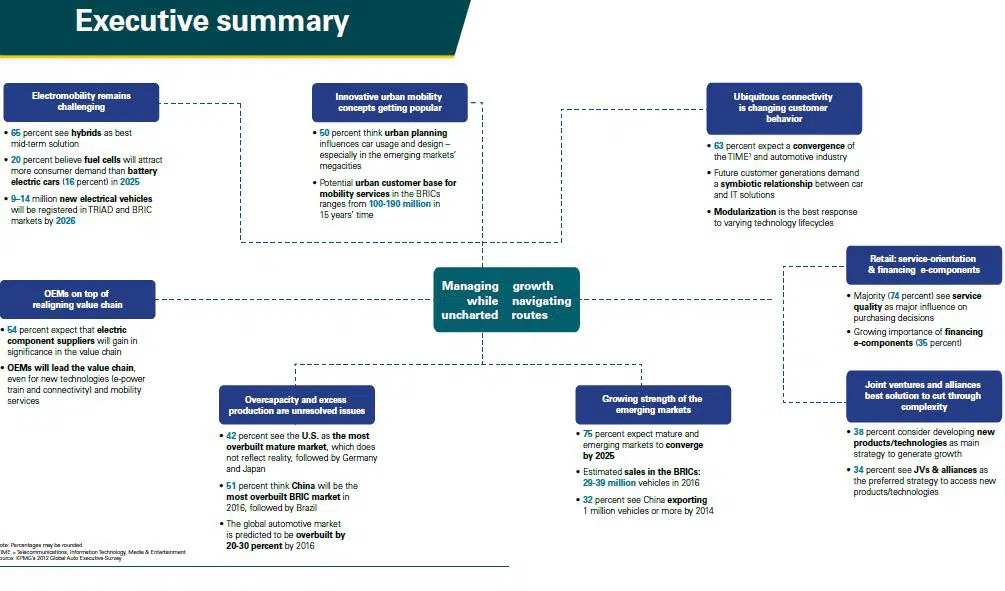 Executive summary
Electromobility remains
challenging
• 65 percent see hybrids as best
mid-term solution
• 20 percent believe fuel cells will attract
more consumer demand than battery
electric cars (16 percent) in 2025
• 9–14 million new electrical vehicles
will be registered in TRIAD and BRIC
markets by 2026
Innovative urban mobility
concepts getting popular
• 50 percent think urban planning
influences car usage and design –
especially in the emerging markets'
megacities
• Potential urban customer base for
mobility services in the BRICs
ranges from 100-190 million in
15 years' time
Ubiquitous connectivity
is changing customer
behavior
• 63 percent expect a convergence of
the TIME¹ and automotive industry
• Future customer generations demand
a symbiotic relationship between car
and IT solutions
• Modularization is the best response
to varying technology lifecycles
OEMs on top of
realigning value chain
• 54 percent expect that electric
component suppliers will gain in
significance in the value chain
• OEMs will lead the value chain,
even for new technologies (e-power
train and connectivity) and mobility
services
Managing growth
while navigating
uncharted routes
Retail: service-orientation
& financing e-components
• Majority (74 percent) see service
quality as major influence on
purchasing decisions
• Growing importance of financing
e-components (35 percent)
Overcapacity and excess
production are unresolved issues
• 42 percent see the U.S. as the most
overbuilt mature market, which does
not reflect reality, followed by Germany
and Japan
• 51 percent think China will be the
most overbuilt BRIC market in
2016, followed by Brazil
• The global automotive market
is predicted to be overbuilt by
20-30 percent by 2016
Growing strength of the
emerging markets
• 75 percent expect mature and
emerging markets to converge
by 2025
• Estimated sales in the BRICs:
29-39 million vehicles in 2016
• 32 percent see China exporting
1 million vehicles or more by 2014
Joint ventures and alliances
best solution to cut through
complexity
• 38 percent consider developing new
products/technologies as main
strategy to generate growth
• 34 percent see JVs & alliances as
the preferred strategy to access new
products/technologies
ote: Percentages may be rounded
TIME = Telecommunications, Information Technology, Media & Entertainment
ource: KPMG's 2012 Global Auto Executive Survey